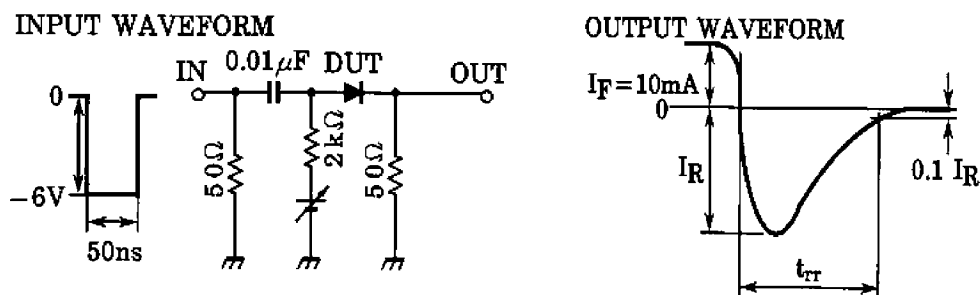 INPUT WAVEFORM
0
−6V
50ns
IN
0.01μF
DUT
OUT
50Ω
2kΩ
50Ω
OUTPUT WAVEFORM
I_F=10mA
0
I_R
0.1 I_R
t_rr